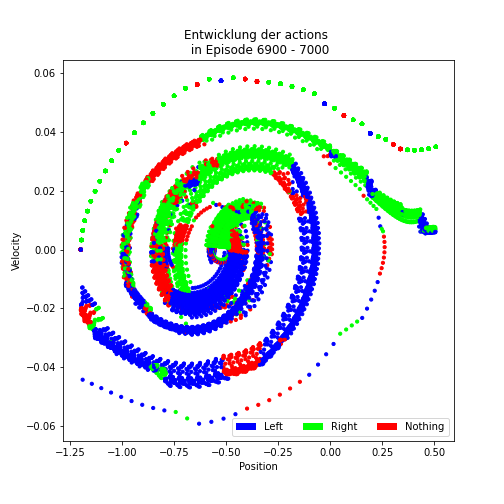 Entwicklung der actions
in Episode 6900 - 7000
0.06
0.04
0.02
0.00
−0.02
−0.04
−0.06
Velocity
−1.25 −1.00 −0.75 −0.50 −0.25 0.00 0.25 0.50
Position
Left Right Nothing